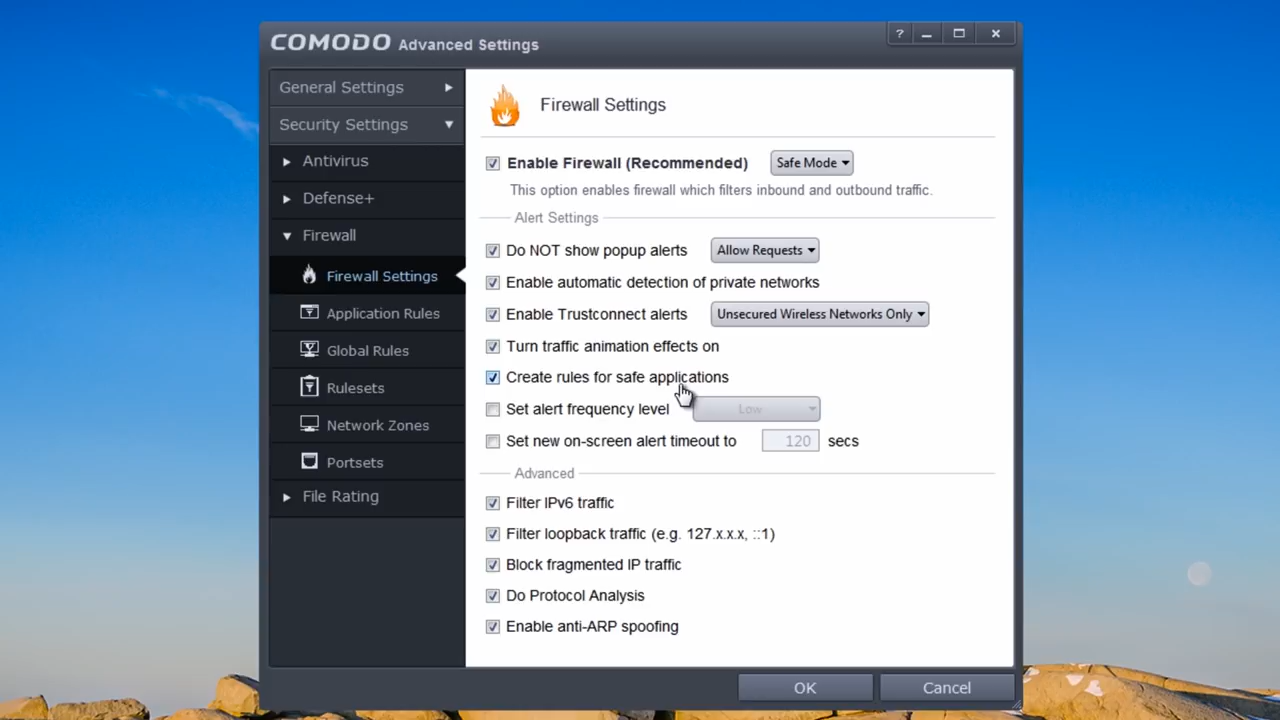 COMODO Advanced Settings
?
General Settings
Security Settings
Antivirus
Defense+
Firewall
Firewall Settings
Application Rules
Global Rules
Rulesets
Network Zones
Portsets
File Rating
Firewall Settings
Enable Firewall (Recommended) Safe Mode
This option enables firewall which filters inbound and outbound traffic.
Alert Settings
Do NOT show popup alerts Allow Requests
Enable automatic detection of private networks
Enable Trustconnect alerts Unsecured Wireless Networks Only
Turn traffic animation effects on
Create rules for safe applications
Set alert frequency level Low
Set new on-screen alert timeout to 120 secs
Advanced
Filter IPv6 traffic
Filter loopback traffic (e.g. 127.x.x.x, ::1)
Block fragmented IP traffic
Do Protocol Analysis
Enable anti-ARP spoofing
OK Cancel